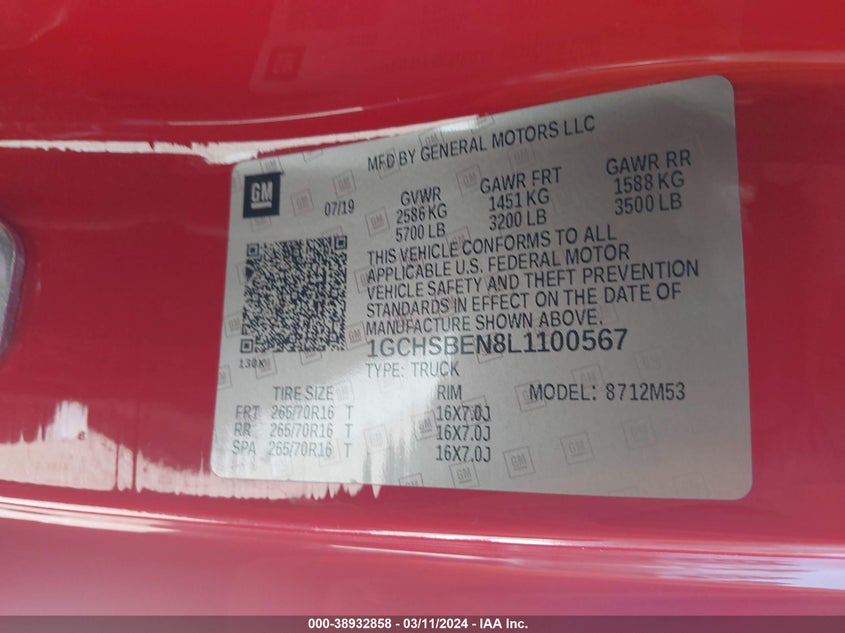 MFD BY GENERAL MOTORS LLC
GM
07/19
GVWR GAWR FRT GAWR RR
2586 KG 1451 KG 1588 KG
5700 LB 3200 LB 3500 LB
THIS VEHICLE CONFORMS TO ALL
APPLICABLE U.S. FEDERAL MOTOR
VEHICLE SAFETY AND THEFT PREVENTION
STANDARDS IN EFFECT ON THE DATE OF
MANUFACTURE SHOWN ABOVE.
138X
1GCHSBEN8L1100567
TYPE: TRUCK
MODEL: 8712M53
TIRE SIZE RIM
FRT 265/70R16 T 16X7.0J
RR 265/70R16 T 16X7.0J
SPA 265/70R16 T 16X7.0J
000-38932858 - 03/11/2024 - IAA, Inc.